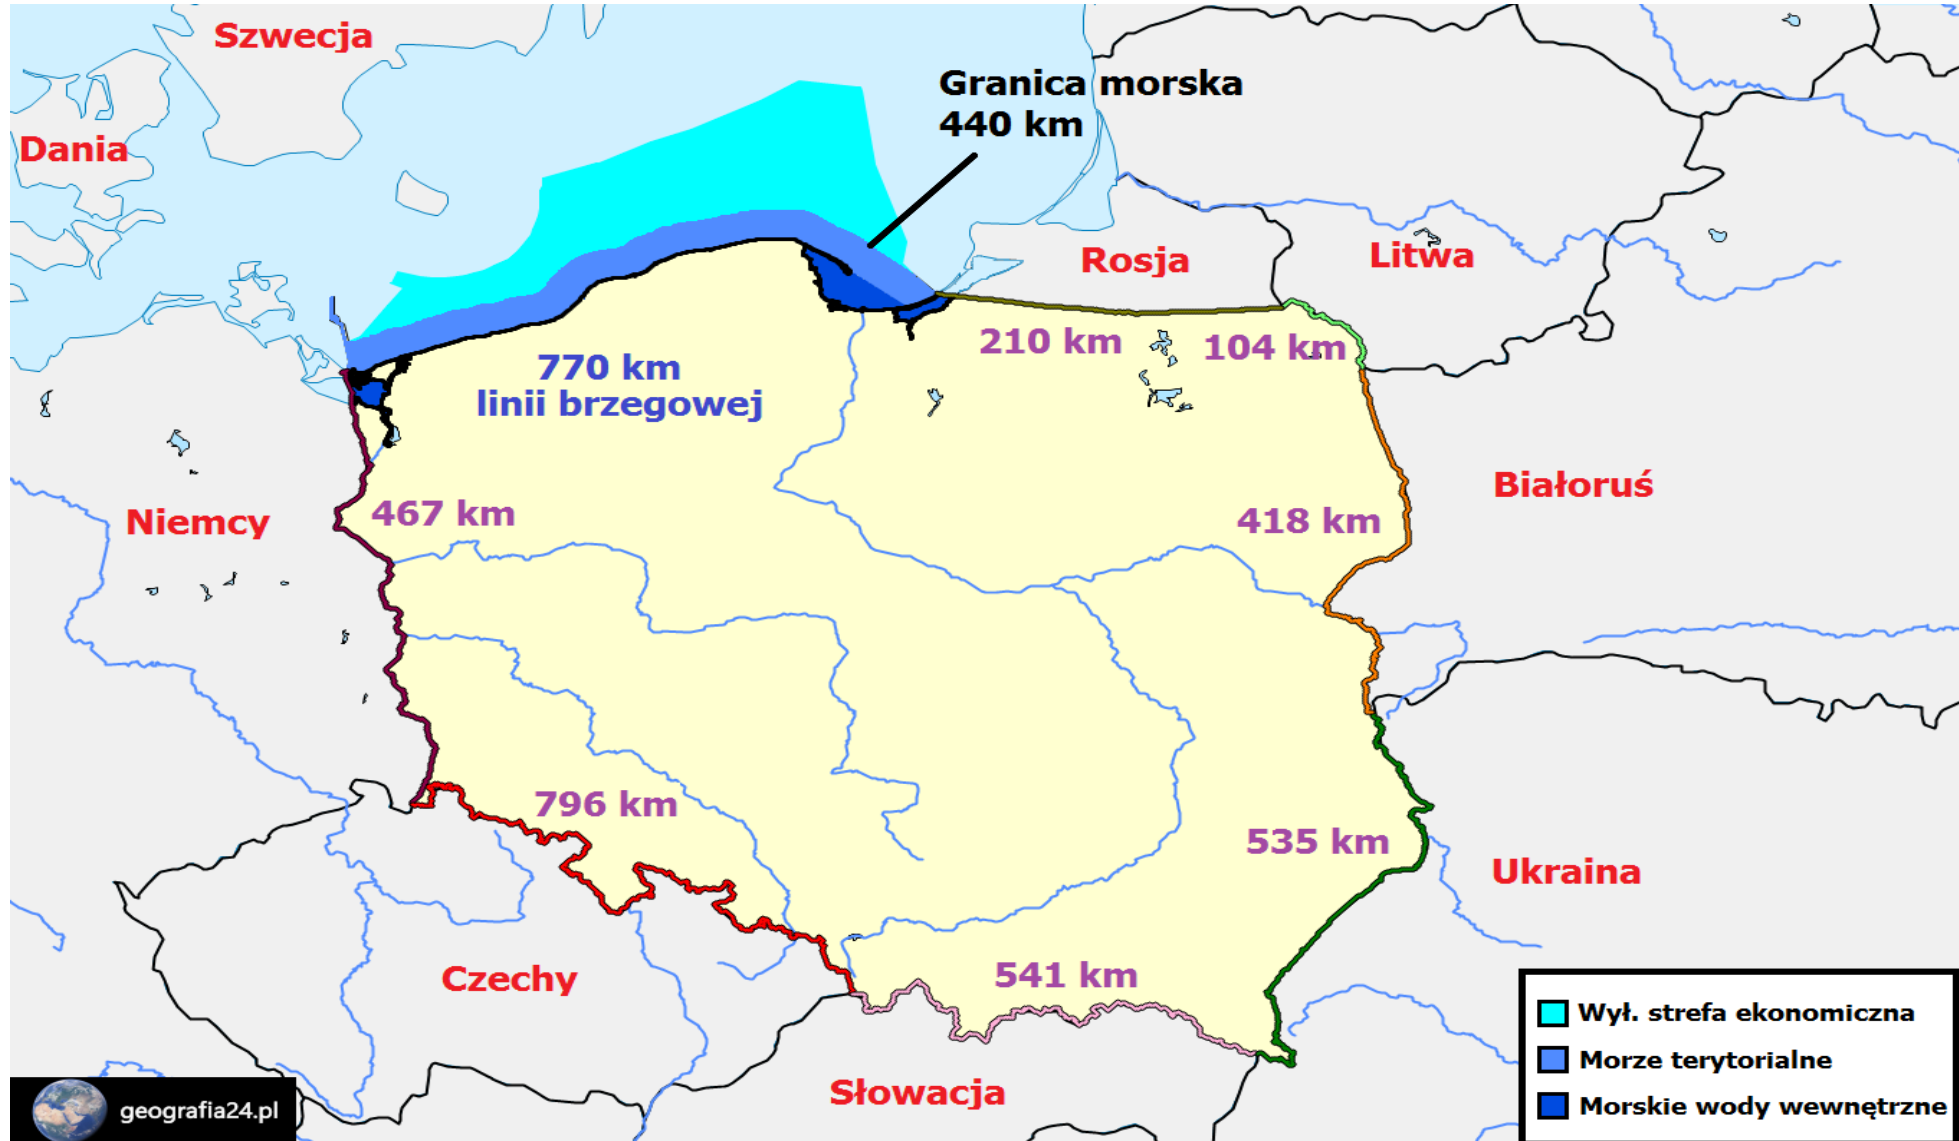 Szwecja
Granica morska
440 km
Dania
Rosja
Litwa
210 km
104 km
770 km
linii brzegowej
Białoruś
467 km
418 km
Niemcy
796 km
535 km
Ukraina
Czechy
541 km
Słowacja
Wył. strefa ekonomiczna
Morze terytorialne
Morskie wody wewnętrzne
geografia24.pl